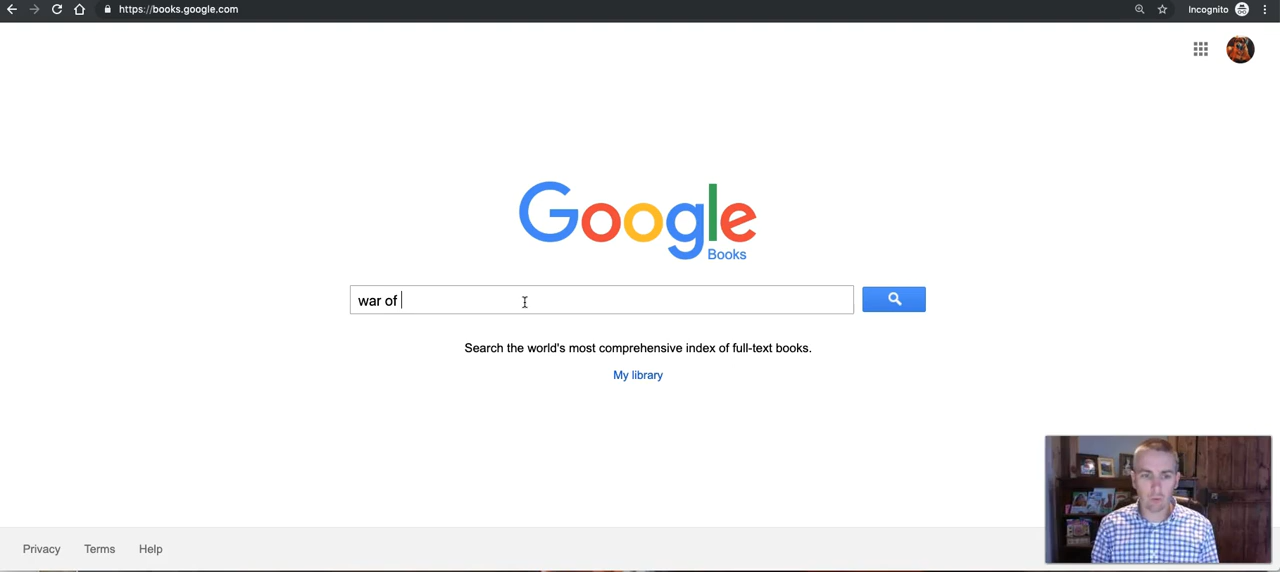 https://books.google.com
Incognito
Google
Books
war of
Search the world's most comprehensive index of full-text books.
My library
Privacy
Terms
Help